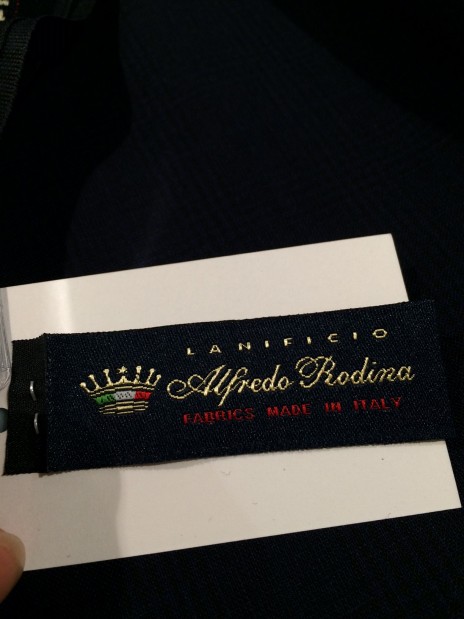 LANIFICIO
Alfredo Rodina
FABRICS MADE IN ITALY